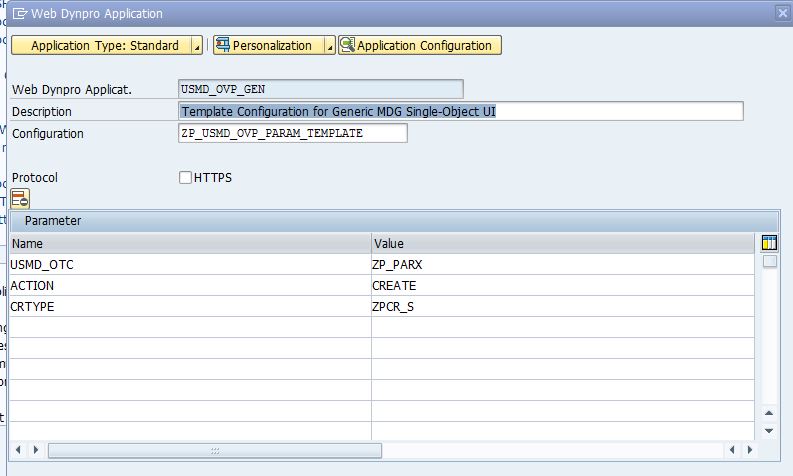 Web Dynpro Application
Application Type: Standard Personalization Application Configuration
Web Dynpro Applicat. USMD_OVP_GEN
Description Template Configuration for Generic MDG Single-Object UI
Configuration ZP_USMD_OVP_PARAM_TEMPLATE
Protocol HTTPS
Parameter
Name Value
USMD_OTC ZP_PARX
ACTION CREATE
CRTYPE ZPCR_S